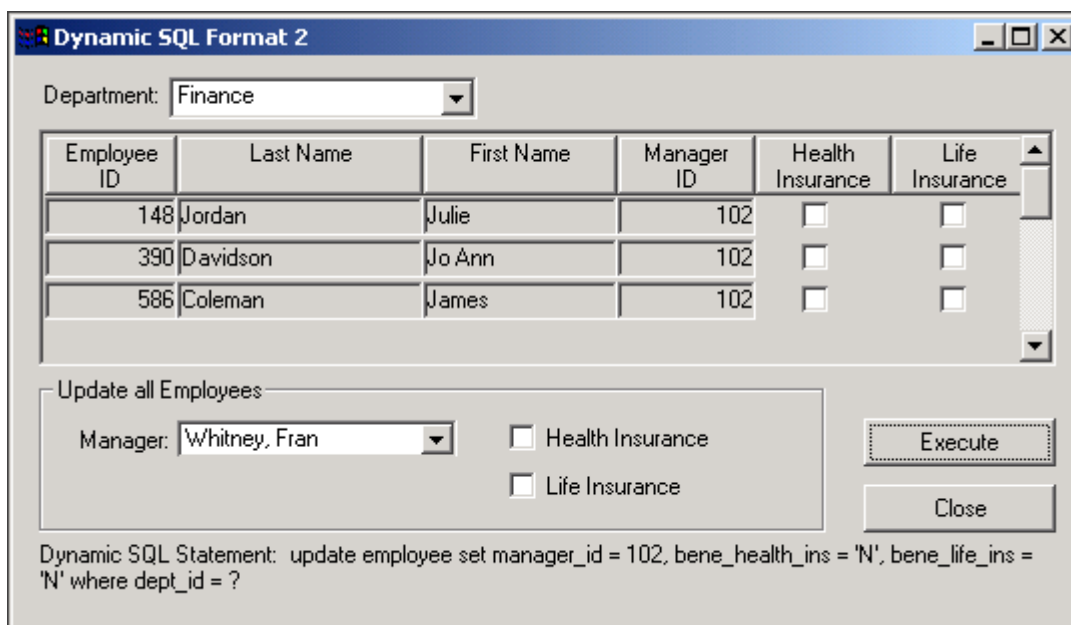 Dynamic SQL Format 2
Department: Finance
Employee ID Last Name First Name Manager ID Health Insurance Life Insurance
148 Jordan Julie 102
390 Davidson Jo Ann 102
586 Coleman James 102
Update all Employees
Manager: Whitney, Fran Health Insurance
Life Insurance
Execute
Close
Dynamic SQL Statement: update employee set manager_id = 102, bene_health_ins = 'N', bene_life_ins =
'N' where dept_id = ?